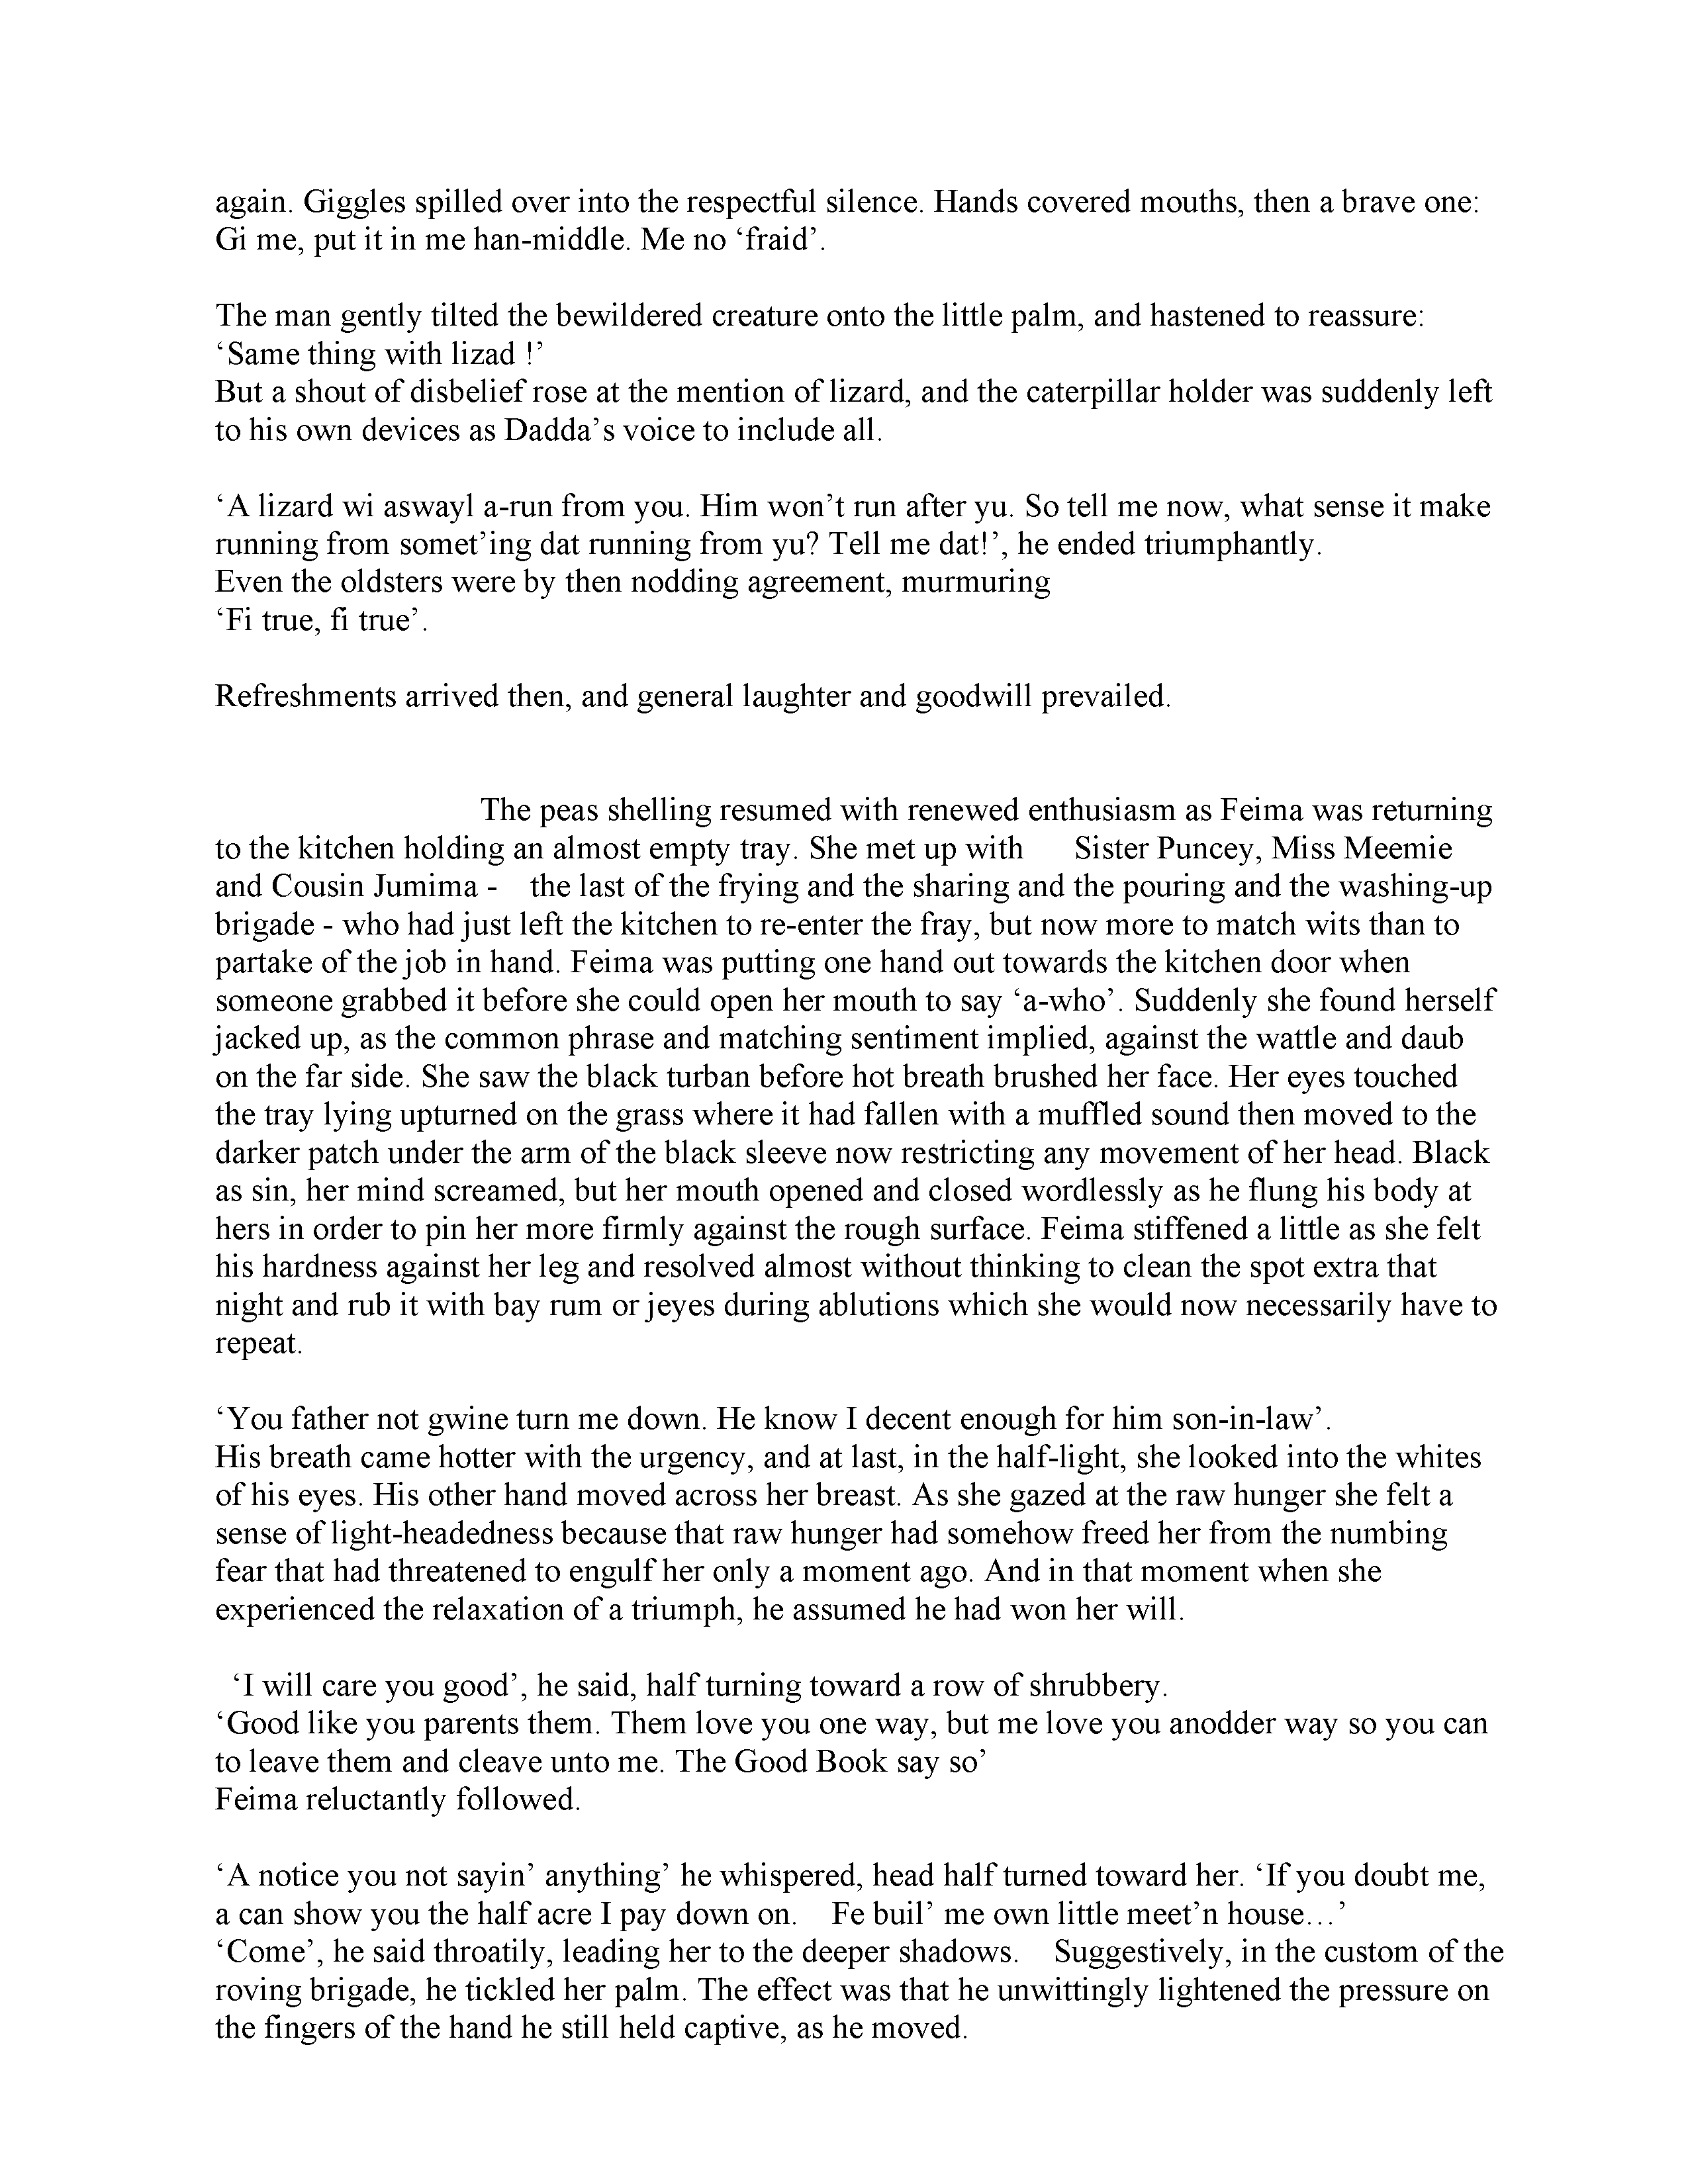 again. Giggles spilled over into the respectful silence. Hands covered mouths, then a brave one:
Gi me, put it in me han-middle. Me no ‘fraid’.
The man gently tilted the bewildered creature onto the little palm, and hastened to reassure:
‘Same thing with lizad !’
But a shout of disbelief rose at the mention of lizard, and the caterpillar holder was suddenly left
to his own devices as Dadda’s voice to include all.
‘A lizard wi aswayl a-run from you. Him won’t run after yu. So tell me now, what sense it make
running from somet’ing dat running from yu? Tell me dat!’, he ended triumphantly.
Even the oldsters were by then nodding agreement, murmuring
‘Fi true, fi true’.
Refreshments arrived then, and general laughter and goodwill prevailed.
The peas shelling resumed with renewed enthusiasm as Feima was returning
to the kitchen holding an almost empty tray. She met up with Sister Puncey, Miss Meemie
and Cousin Jumima - the last of the frying and the sharing and the pouring and the washing-up
brigade - who had just left the kitchen to re-enter the fray, but now more to match wits than to
partake of the job in hand. Feima was putting one hand out towards the kitchen door when
someone grabbed it before she could open her mouth to say ‘a-who’. Suddenly she found herself
jacked up, as the common phrase and matching sentiment implied, against the wattle and daub
on the far side. She saw the black turban before hot breath brushed her face. Her eyes touched
the tray lying upturned on the grass where it had fallen with a muffled sound then moved to the
darker patch under the arm of the black sleeve now restricting any movement of her head. Black
as sin, her mind screamed, but her mouth opened and closed wordlessly as he flung his body at
hers in order to pin her more firmly against the rough surface. Feima stiffened a little as she felt
his hardness against her leg and resolved almost without thinking to clean the spot extra that
night and rub it with bay rum or jeyes during ablutions which she would now necessarily have to
repeat.
‘You father not gwine turn me down. He know I decent enough for him son-in-law’.
His breath came hotter with the urgency, and at last, in the half-light, she looked into the whites
of his eyes. His other hand moved across her breast. As she gazed at the raw hunger she felt a
sense of light-headedness because that raw hunger had somehow freed her from the numbing
fear that had threatened to engulf her only a moment ago. And in that moment when she
experienced the relaxation of a triumph, he assumed he had won her will.
‘I will care you good’, he said, half turning toward a row of shrubbery.
‘Good like you parents them. Them love you one way, but me love you anodder way so you can
to leave them and cleave unto me. The Good Book say so’
Feima reluctantly followed.
‘A notice you not sayin’ anything’ he whispered, head half turned toward her. ‘If you doubt me,
a can show you the half acre I pay down on. Fe buil’ me own little meet’n house…’
‘Come’, he said throatily, leading her to the deeper shadows. Suggestively, in the custom of the
roving brigade, he tickled her palm. The effect was that he unwittingly lightened the pressure on
the fingers of the hand he still held captive, as he moved.